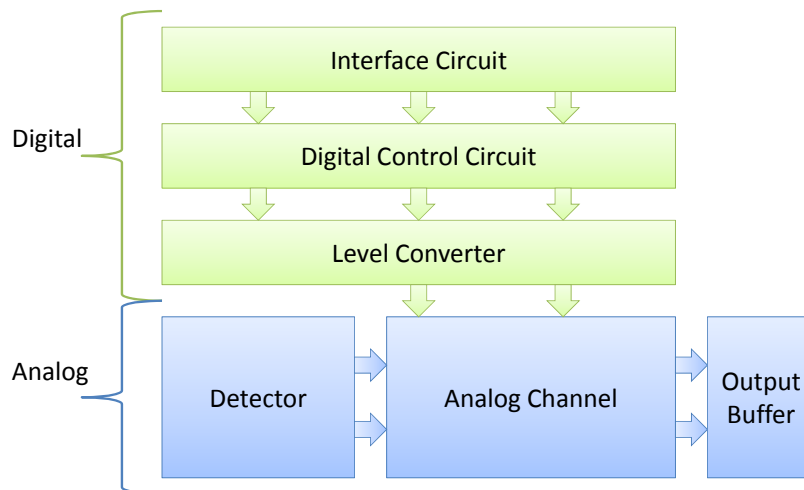 Interface Circuit
Digital
Digital Control Circuit
Level Converter
Analog
Detector
Analog Channel
Output
Buffer